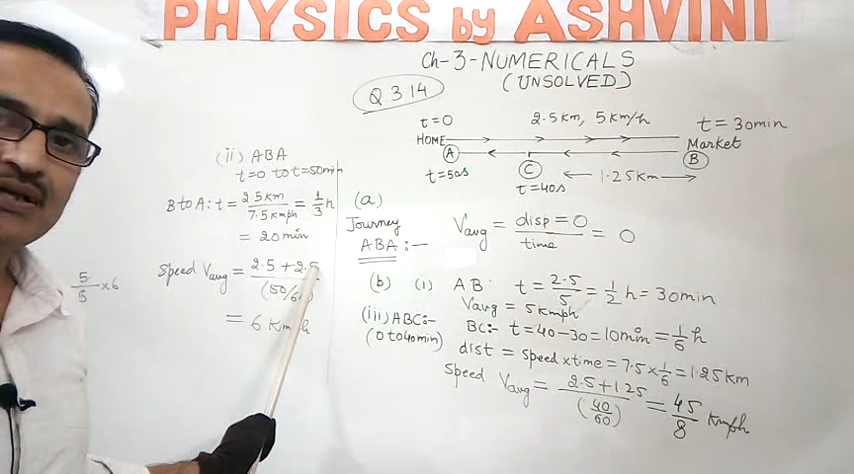 PHYSICS by ASHVINI
Ch-3-NUMERICALS
(UNSOLVED)
Q 3.14
t=0 2.5km, 5km/h t= 30min
HOME Market
A B
C
t=50s t=40s 1.25km
(ii) ABA
t=0 to t=50min
B to A: t = 2.5km/7.5kmph = 1/3 h
= 20min
Speed Vavg = 2.5+2.5/(50/60)
= 6 Kmph
5/5 x6
(a)
Journey
ABA :-
Vavg = disp = 0/time = 0
(b) (i) AB: t = 2.5/5 = 1/2 h = 30min
Vavg = 5kmph
(iii) ABC:-
(0 to 40min)
BC:- t = 40-30 = 10min = 1/6 h
dist = speed x time = 7.5 x 1/6 = 1.25KM
Speed Vavg = 2.5+1.25/(40/60) = 45/8 Kmph